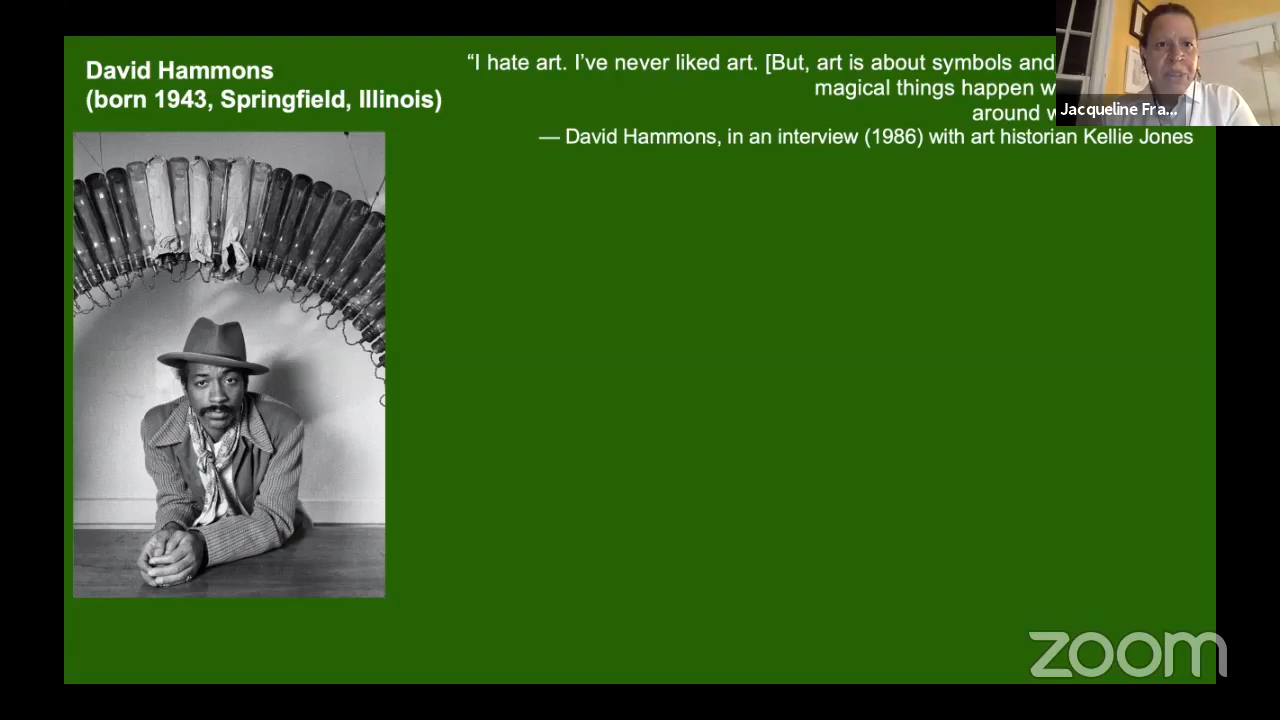 David Hammons
(born 1943, Springfield, Illinois)
“I hate art. I’ve never liked art. [But, art is about symbols and
magical things happen
around
— David Hammons, in an interview (1986) with art historian Kellie Jones
Jacqueline Fra...
zoom